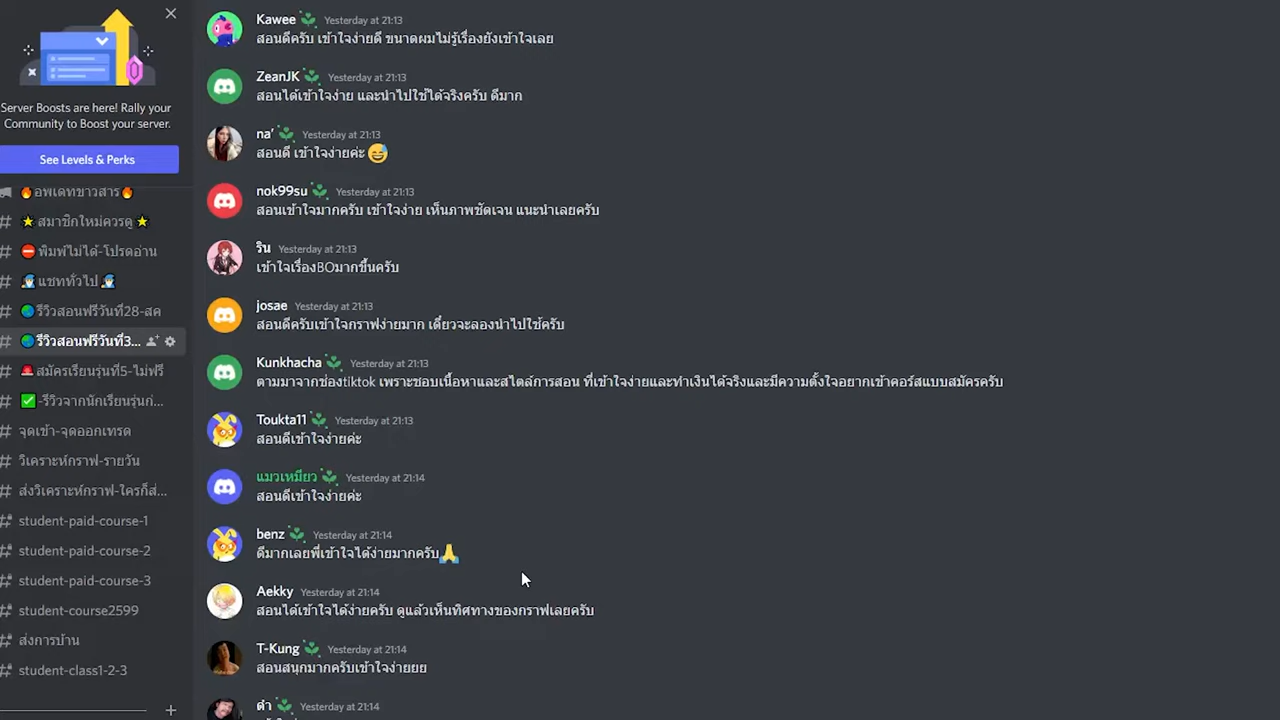 Server Boosts are here! Rally your
Community to Boost your server.
See Levels & Perks
🔥อพเดทข่าวสาร🔥
# ⭐สมาชิกใหม่ควรดู⭐
# ⛔พิมพ์ไม่ได้-โปรดอ่าน
# แชททั่วไป
# 🌏รีวิวสอนฟรีวันที่28-สค
# 🌏รีวิวสอนฟรีวันที่3...
# 🚨สมัครเรียนรุ่นที่5-ไม่ฟรี
# ✅-รีวิวจากนักเรียนรุ่นก่...
# จุดเข้า-จุดออกเทรด
# วิเคราะห์กราฟ-รายวัน
# ส่งวิเคราะห์กราฟ-ใครก็ส่...
# student-paid-course-1
# student-paid-course-2
# student-paid-course-3
# student-course2599
# ส่งการบ้าน
# student-class1-2-3
Kawee Yesterday at 21:13
สอนดีครับ เข้าใจง่ายดี ขนาดผมไม่รู้เรื่องยังเข้าใจเลย
ZeanJK Yesterday at 21:13
สอนได้เข้าใจง่าย และนำไปใช้ได้จริงครับ ดีมาก
na' Yesterday at 21:13
สอนดี เข้าใจง่ายค่ะ😅
nok99su Yesterday at 21:13
สอนเข้าใจมากครับ เข้าใจง่าย เห็นภาพชัดเจน แนะนำเลยครับ
ริน Yesterday at 21:13
เข้าใจเรื่องBOมากขึ้นครับ
josae Yesterday at 21:13
สอนดีครับเข้าใจกราฟง่ายมาก เดี๋ยวจะลองนำไปใช้ครับ
Kunkhacha Yesterday at 21:13
ตามมาจากช่องtiktok เพราะชอบเนื้อหาและสไตล์การสอน ที่เข้าใจง่ายและทำเงินได้จริงและมีความตั้งใจอยากเข้าคอร์สแบบสมัครครับ
Toukta11 Yesterday at 21:13
สอนดีเข้าใจง่ายค่ะ
แมวเหมียว Yesterday at 21:14
สอนดีเข้าใจง่ายค่ะ
benz Yesterday at 21:14
ดีมากเลยพี่เข้าใจได้ง่ายมากครับ🙏
Aekky Yesterday at 21:14
สอนได้เข้าใจได้ง่ายครับ ดูแล้วเห็นทิศทางของกราฟเลยครับ
T-Kung Yesterday at 21:14
สอนสนุกมากครับเข้าใจง่ายยย
ดำ Yesterday at 21:14